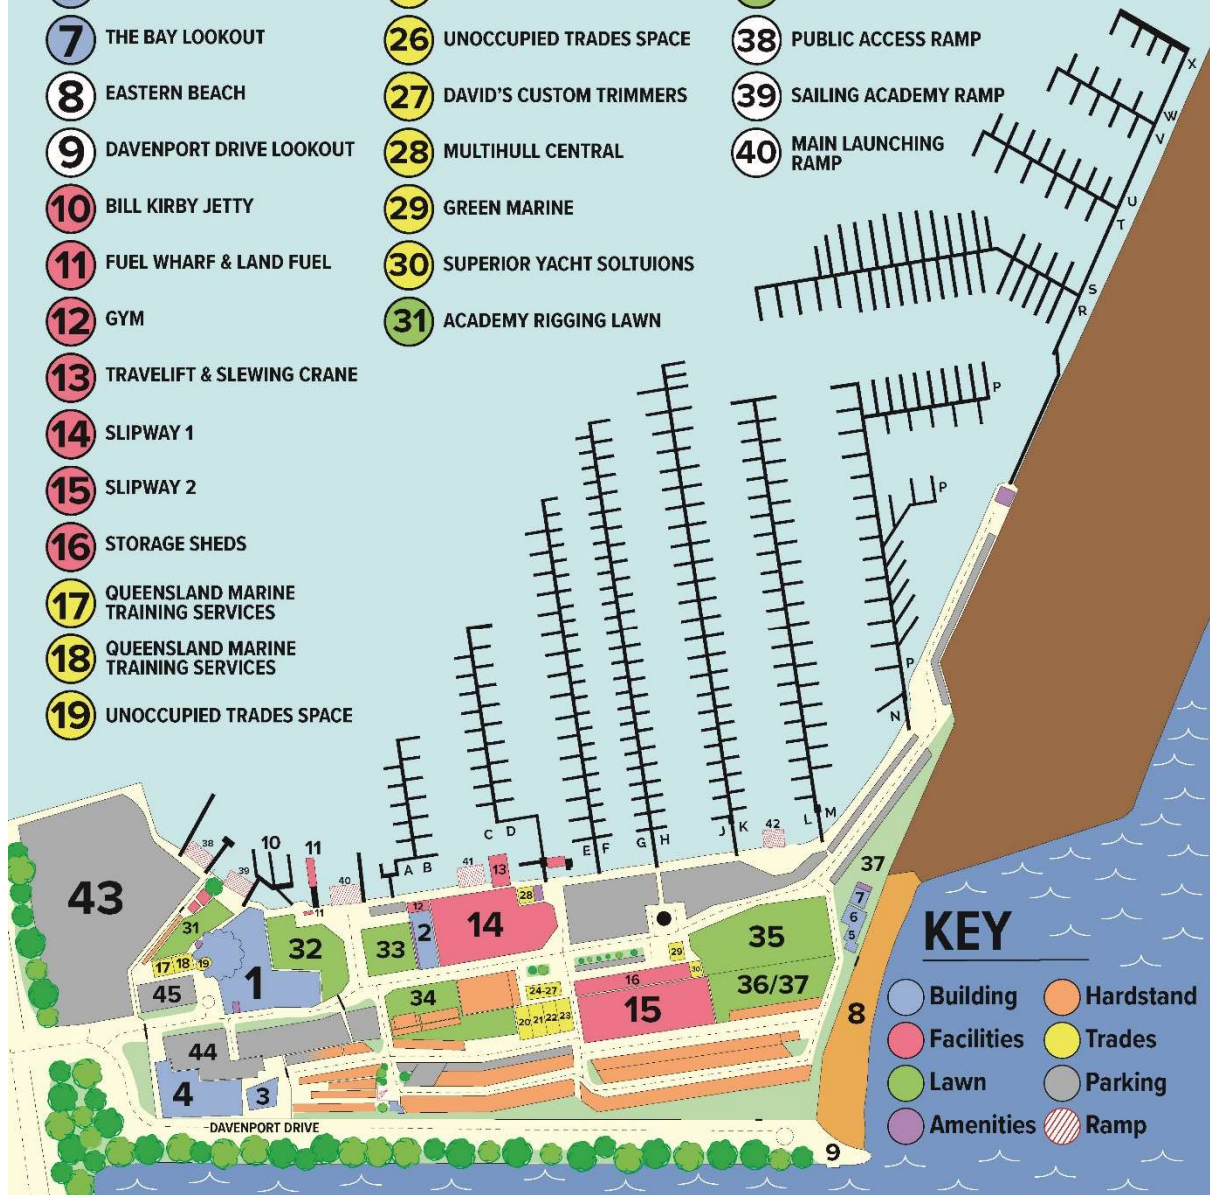 7 THE BAY LOOKOUT
8 EASTERN BEACH
9 DAVENPORT DRIVE LOOKOUT
10 BILL KIRBY JETTY
11 FUEL WHARF & LAND FUEL
12 GYM
13 TRAVELIFT & SLEWING CRANE
14 SLIPWAY 1
15 SLIPWAY 2
16 STORAGE SHEDS
17 QUEENSLAND MARINE
TRAINING SERVICES
18 QUEENSLAND MARINE
TRAINING SERVICES
19 UNOCCUPIED TRADES SPACE
26 UNOCCUPIED TRADES SPACE
27 DAVID'S CUSTOM TRIMMERS
28 MULTIHULL CENTRAL
29 GREEN MARINE
30 SUPERIOR YACHT SOLTUIONS
31 ACADEMY RIGGING LAWN
38 PUBLIC ACCESS RAMP
39 SAILING ACADEMY RAMP
40 MAIN LAUNCHING
RAMP
X
W
V
U
T
S
R
P
P
P
N
C D
A B
E F
G H
J K
L M
42
38
39
10
11
11
40
41
13
12
2
14
28
43
31
17 18 19
45
1
32
33
34
24-27
20 21 22 23
16
15
29
30
35
36/37
37
7
6
5
8
44
4
3
DAVENPORT DRIVE
9
KEY
Building
Hardstand
Facilities
Trades
Lawn
Parking
Amenities
Ramp